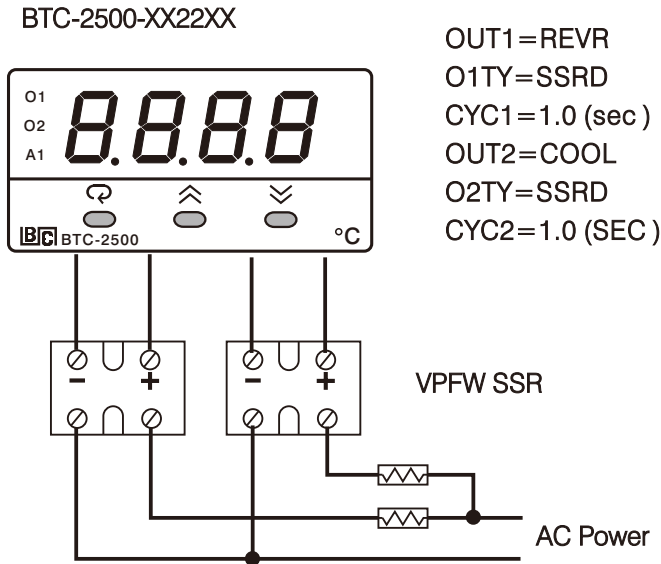 BTC-2500-XX22XX
OUT1=REVR
O1TY=SSRD
CYC1=1.0 (sec )
OUT2=COOL
O2TY=SSRD
CYC2=1.0 (SEC )
O1
O2
A1
8.8.8.8
BC BTC-2500
°C
− + − +
VPFW SSR
AC Power